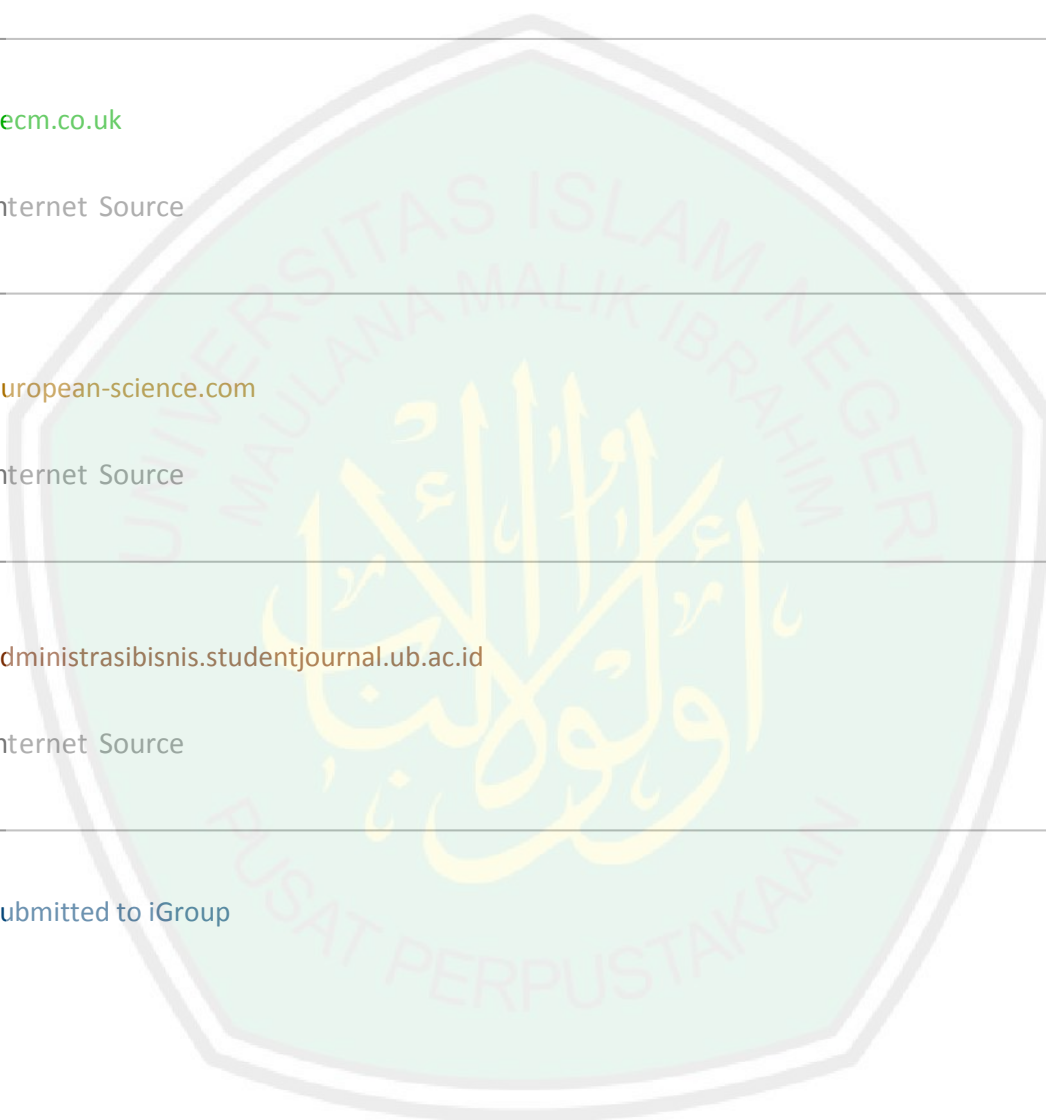 ecm.co.uk
nternet Source
uropean-science.com
nternet Source
dministrasibisnis.studentjournal.ub.ac.id
nternet Source
ubmitted to iGroup
UNIVERSITAS ISLAM NEGERI
MAULANA MALIK IBRAHIM
PUSAT PERPUSTAKAAN